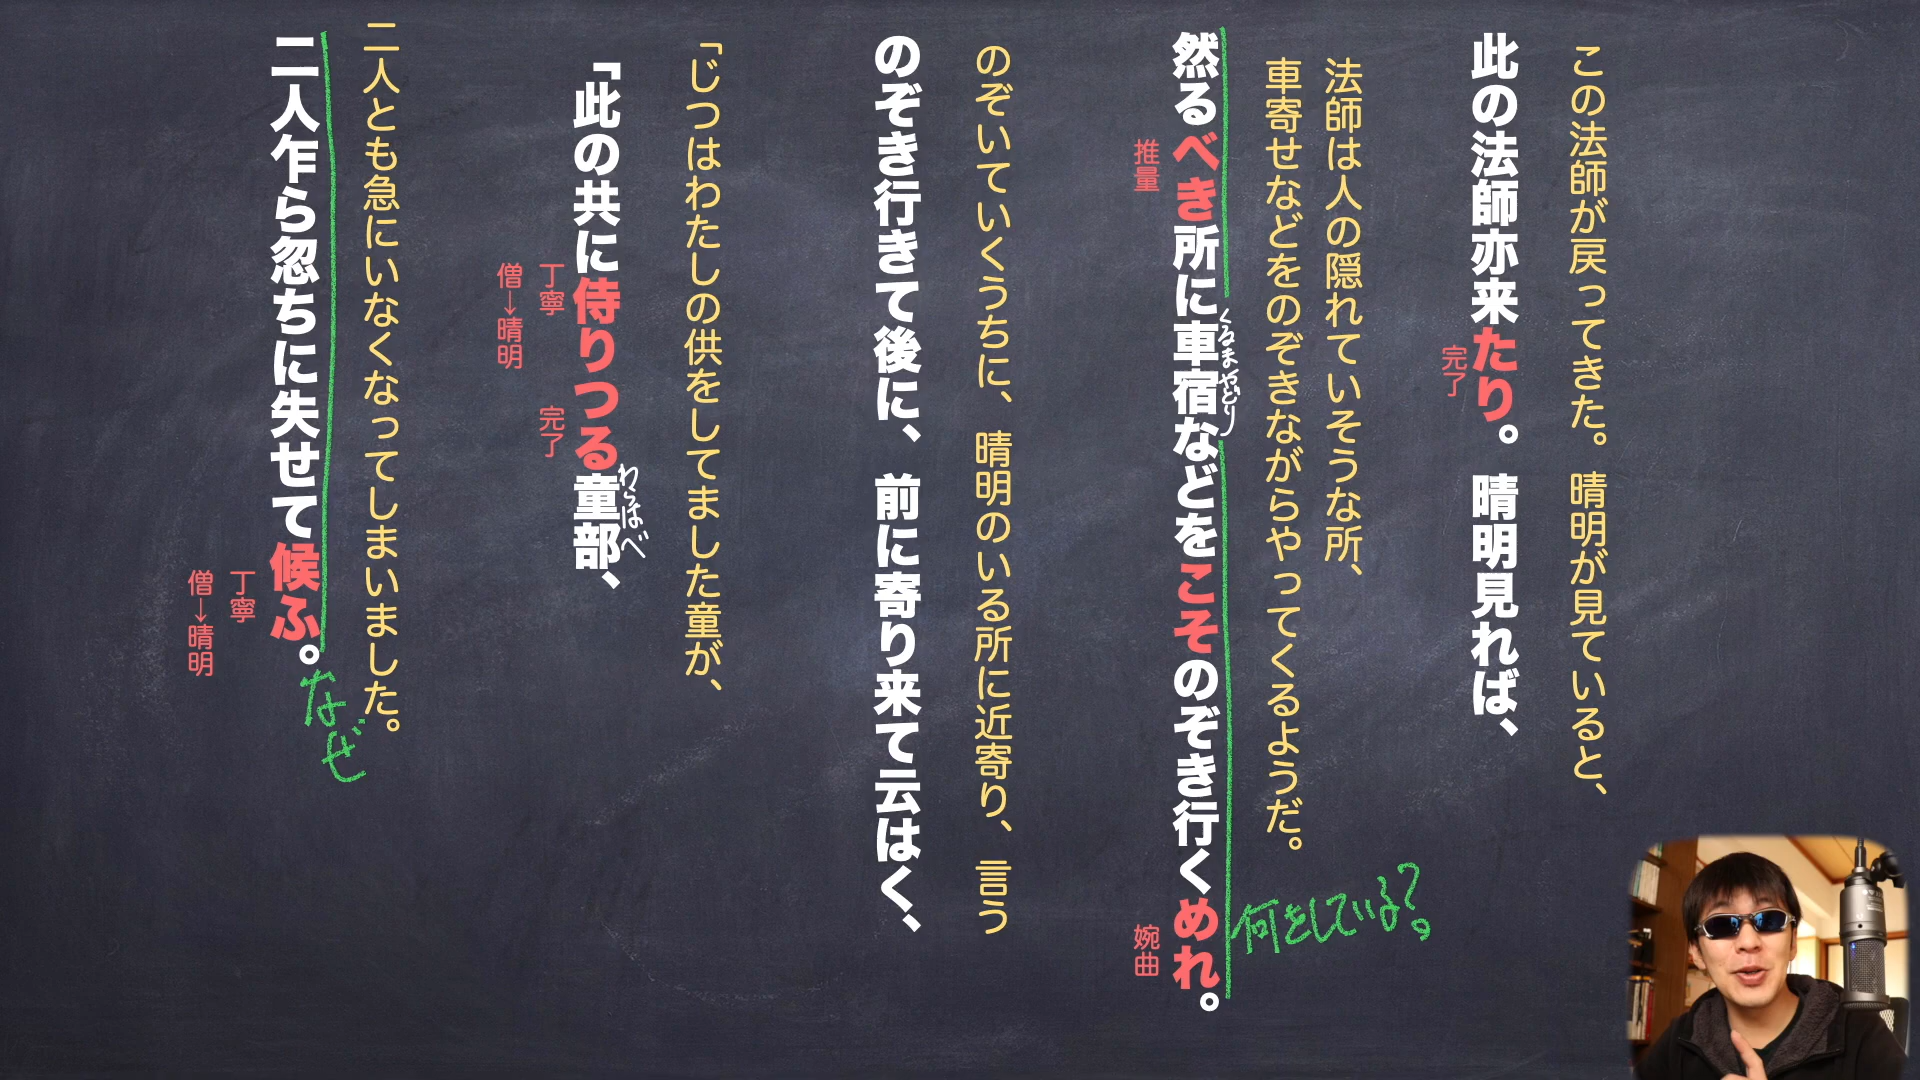 この法師が戻ってきた。晴明が見ていると、
此の法師亦来たり。晴明見れば、
完了
法師は人の隠れていそうな所、
車寄せなどをのぞきながらやってくるようだ。
くるまやどり
然るべき所に車宿などをこそのぞき行くめれ。
推量
婉曲
何をしている？
のぞいていくうちに、晴明のいる所に近寄り、言う
のぞき行きて後に、前に寄り来て云はく、
「じつはわたしの供をしてました童が、
わらはべ
「此の共に侍りつる童部、
丁寧
完了
僧→晴明
二人とも急にいなくなってしまいました。
二人乍ら忽ちに失せて候ふ。
なぜ
丁寧
僧→晴明